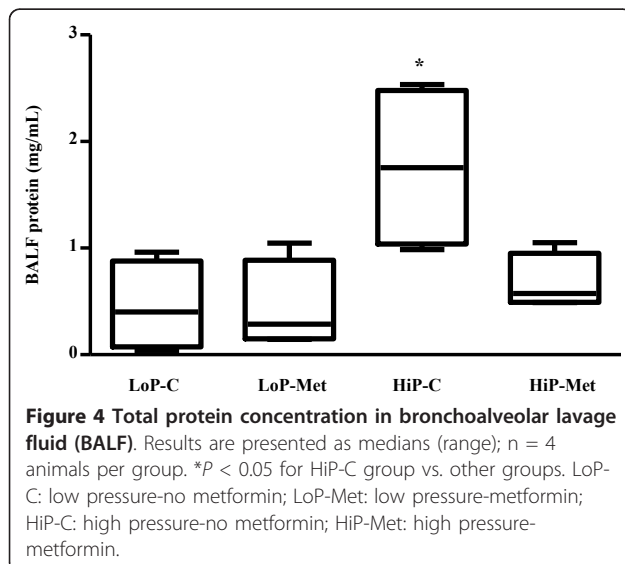 3
*
2
BALF protein (mg/mL)
1
0
LoP-C LoP-Met HiP-C HiP-Met
Figure 4 Total protein concentration in bronchoalveolar lavage
fluid (BALF). Results are presented as medians (range); n = 4
animals per group. *P < 0.05 for HiP-C group vs. other groups. LoP-
C: low pressure-no metformin; LoP-Met: low pressure-metformin;
HiP-C: high pressure-no metformin; HiP-Met: high pressure-
metformin.